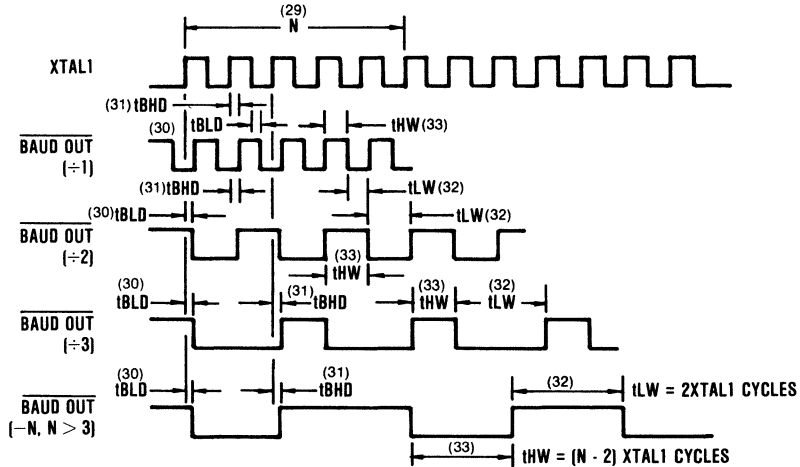 (29)
N
XTAL1
(31) tBHD
tBLD
tHW (33)
(30)
BAUD OUT
(÷1)
(31) tBHD
tLW (32)
(30) tBLD
tLW (32)
BAUD OUT
(÷2)
(33)
tHW
(30)
tBLD
(31)
tBHD
(33)
tHW
(32)
tLW
BAUD OUT
(÷3)
(30)
tBLD
(31)
tBHD
(32)
tLW = 2XTAL1 CYCLES
BAUD OUT
(−N, N > 3)
(33)
tHW = (N - 2) XTAL1 CYCLES